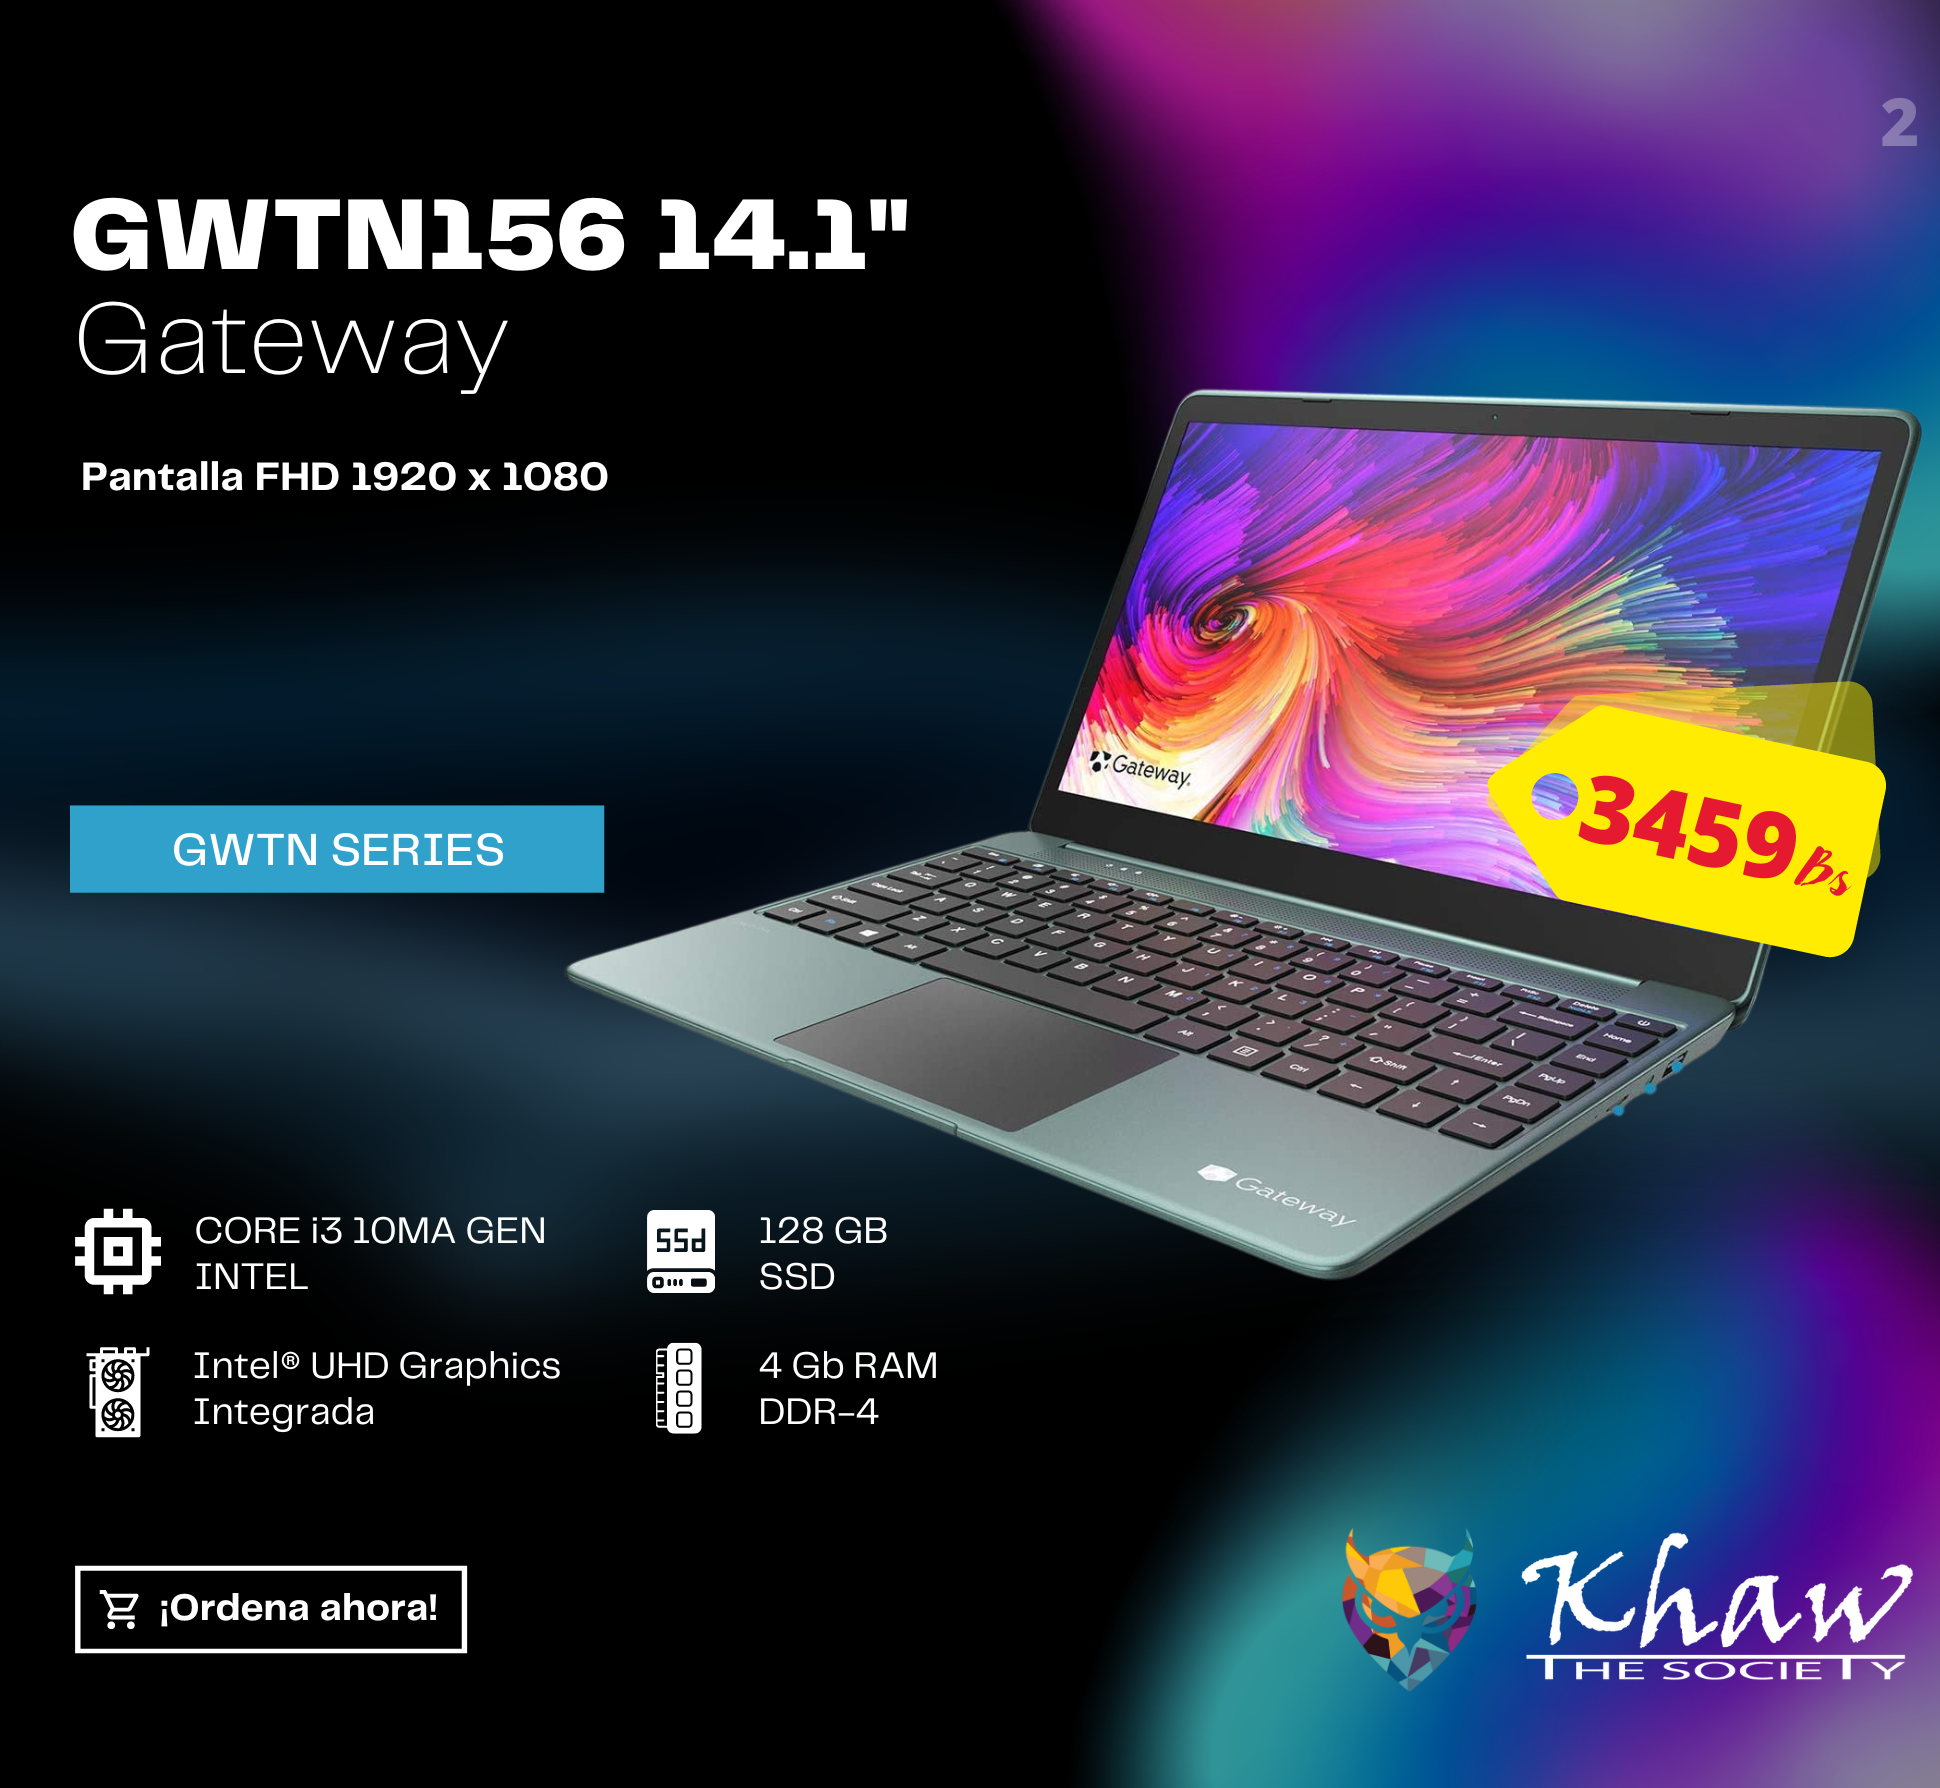 2
GWTN156 14.1"
Gateway
Pantalla FHD 1920 x 1080
Gateway
3459 Bs
GWTN SERIES
Gateway
CORE i3 10MA GEN
INTEL
128 GB
SSD
ssd
Intel® UHD Graphics
Integrada
4 Gb RAM
DDR-4
¡Ordena ahora!
Khaw
THE SOCIETY